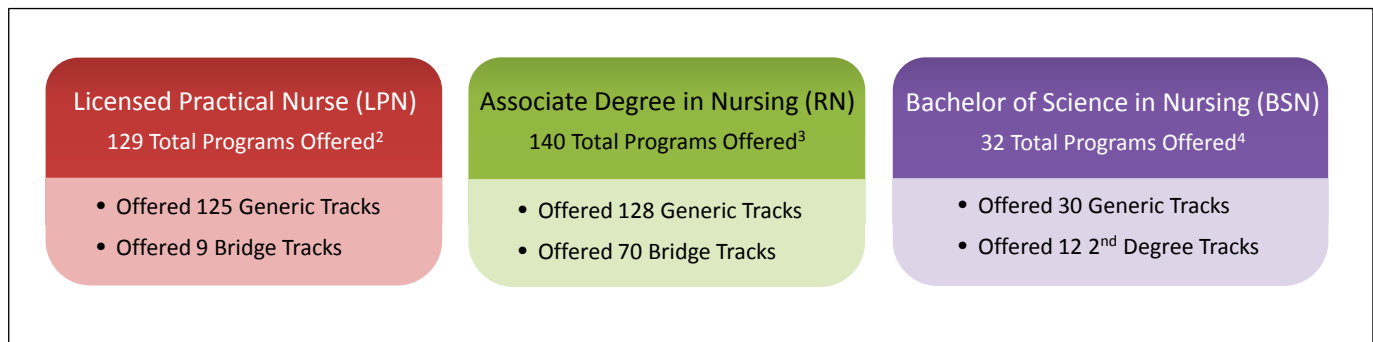 Licensed Practical Nurse (LPN)
129 Total Programs Offered²
• Offered 125 Generic Tracks
• Offered 9 Bridge Tracks
Associate Degree in Nursing (RN)
140 Total Programs Offered³
• Offered 128 Generic Tracks
• Offered 70 Bridge Tracks
Bachelor of Science in Nursing (BSN)
32 Total Programs Offered⁴
• Offered 30 Generic Tracks
• Offered 12 2nd Degree Tracks